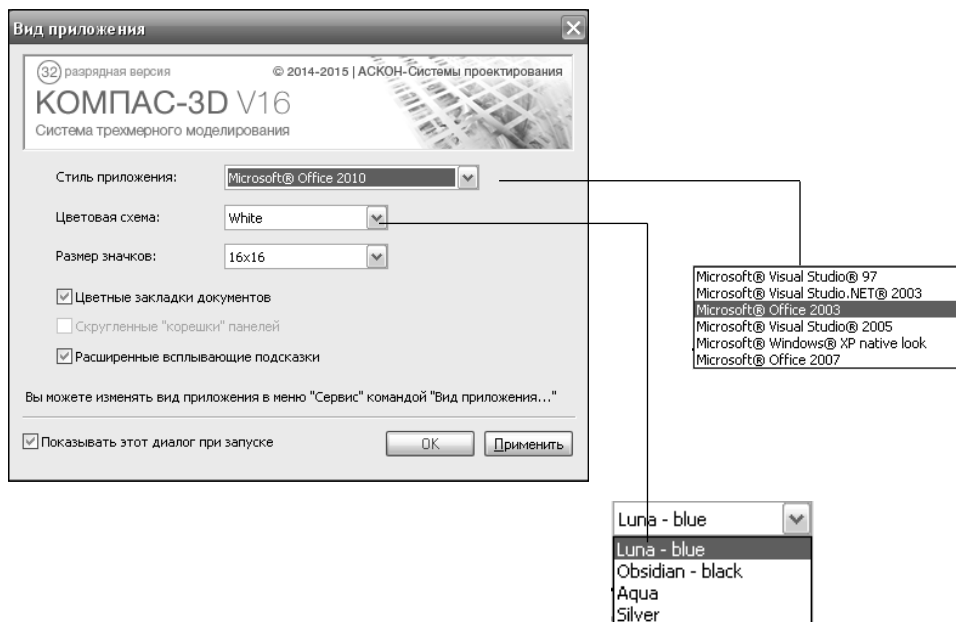 Вид приложения
32 разрядная версия © 2014-2015 | АСКОН-Системы проектирования
КОМПАС-3D V16
Система трехмерного моделирования
Стиль приложения: Microsoft® Office 2010
Цветовая схема: White
Размер значков: 16x16
Цветные закладки документов
Скругленные "корешки" панелей
Расширенные всплывающие подсказки
Вы можете изменять вид приложения в меню "Сервис" командой "Вид приложения..."
Показывать этот диалог при запуске OK Применить
Microsoft® Visual Studio® 97
Microsoft® Visual Studio.NET® 2003
Microsoft® Office 2003
Microsoft® Visual Studio® 2005
Microsoft® Windows® XP native look
Microsoft® Office 2007
Luna - blue
Luna - blue
Obsidian - black
Aqua
Silver